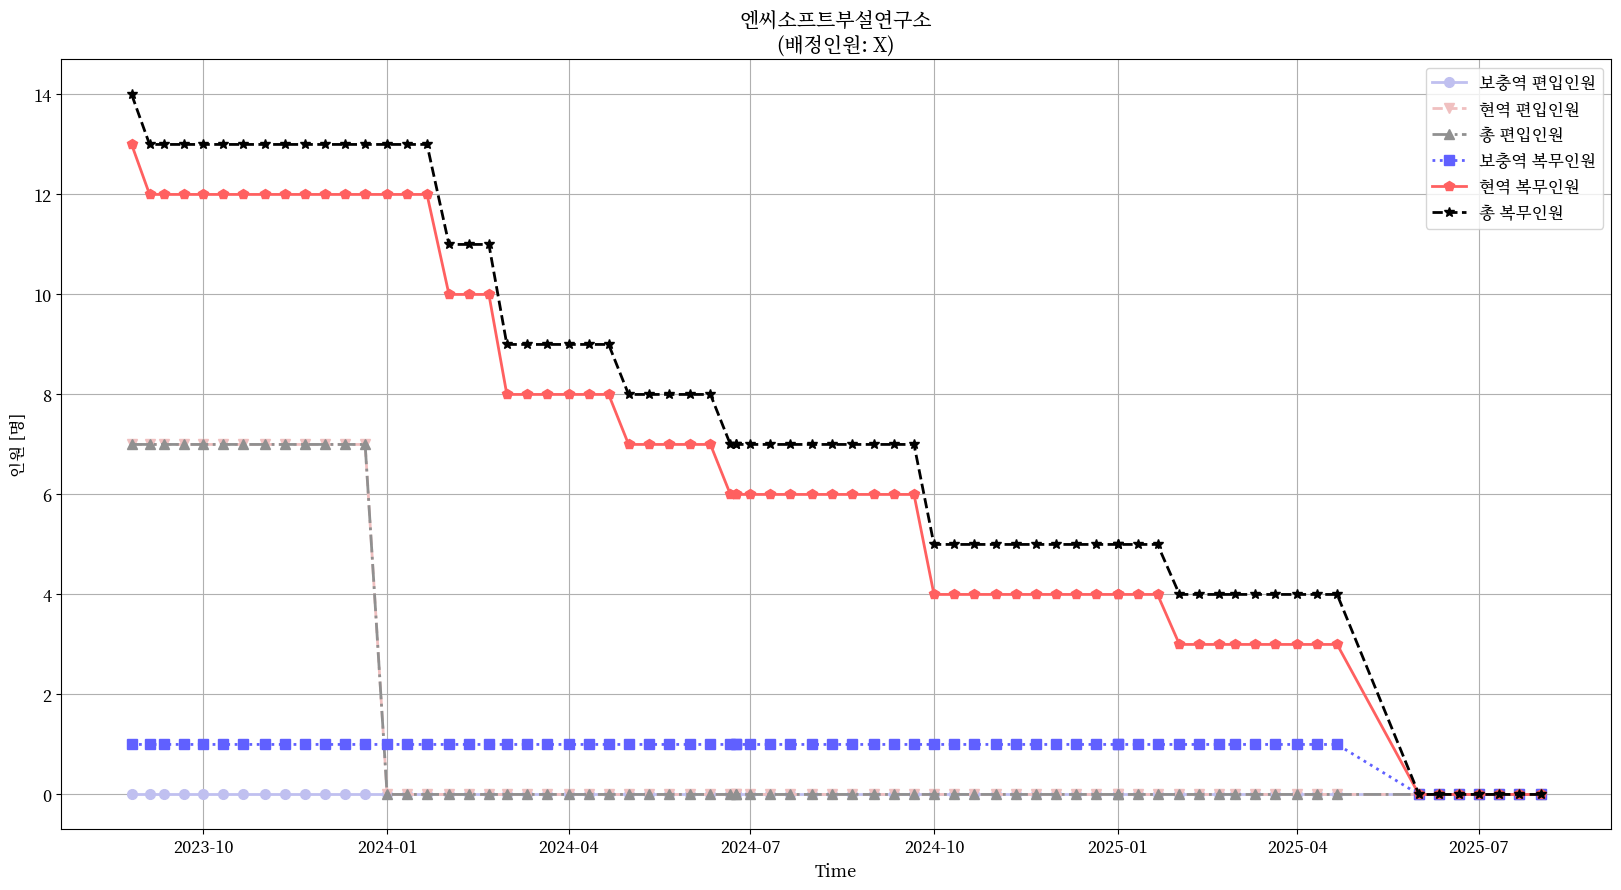 엔씨소프트부설연구소
(배정인원: X)
보충역 편입인원
현역 편입인원
총 편입인원
보충역 복무인원
현역 복무인원
총 복무인원
인원 [명]
14
12
10
8
6
4
2
0
2023-10
2024-01
2024-04
2024-07
2024-10
2025-01
2025-04
2025-07
Time